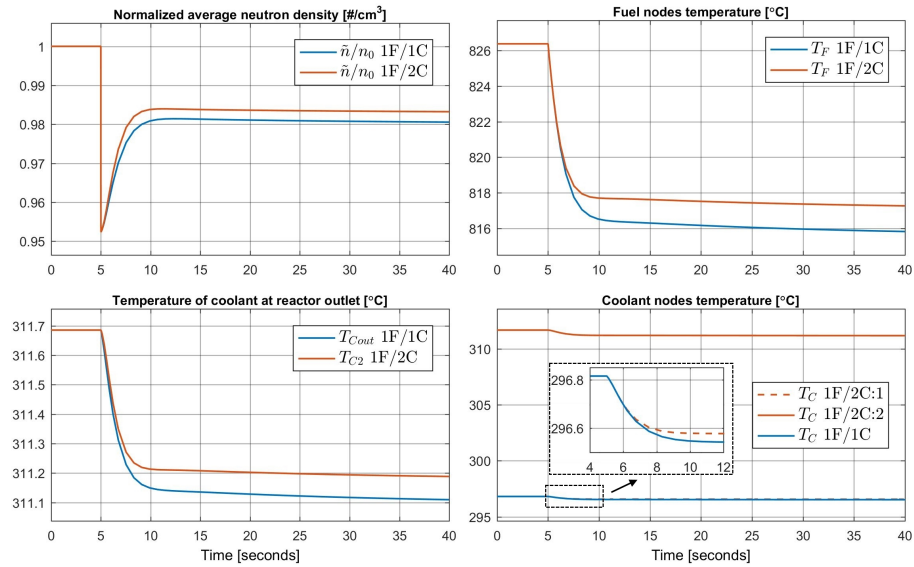 Normalized average neutron density [#/cm³]
1
0.99
0.98
0.97
0.96
0.95
0 5 10 15 20 25 30 35 40
ñ/n₀ 1F/1C
ñ/n₀ 1F/2C
Fuel nodes temperature [°C]
826
824
822
820
818
816
0 5 10 15 20 25 30 35 40
T_F 1F/1C
T_F 1F/2C
Temperature of coolant at reactor outlet [°C]
311.7
311.6
311.5
311.4
311.3
311.2
311.1
0 5 10 15 20 25 30 35 40
Time [seconds]
T_Cout 1F/1C
T_C2 1F/2C
Coolant nodes temperature [°C]
310
305
300
295
0 5 10 15 20 25 30 35 40
Time [seconds]
296.8
296.6
4 6 8 10 12
T_C 1F/2C:1
T_C 1F/2C:2
T_C 1F/1C